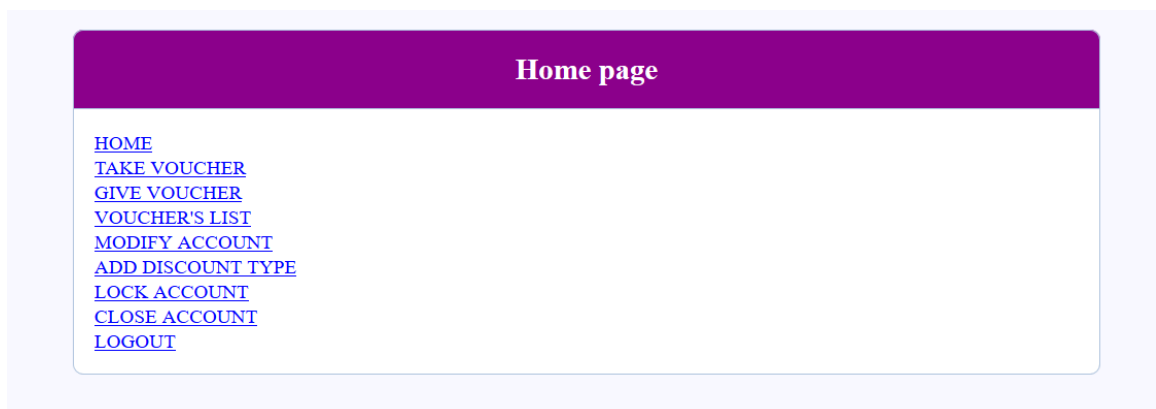 Home page
HOME
TAKE VOUCHER
GIVE VOUCHER
VOUCHER'S LIST
MODIFY ACCOUNT
ADD DISCOUNT TYPE
LOCK ACCOUNT
CLOSE ACCOUNT
LOGOUT